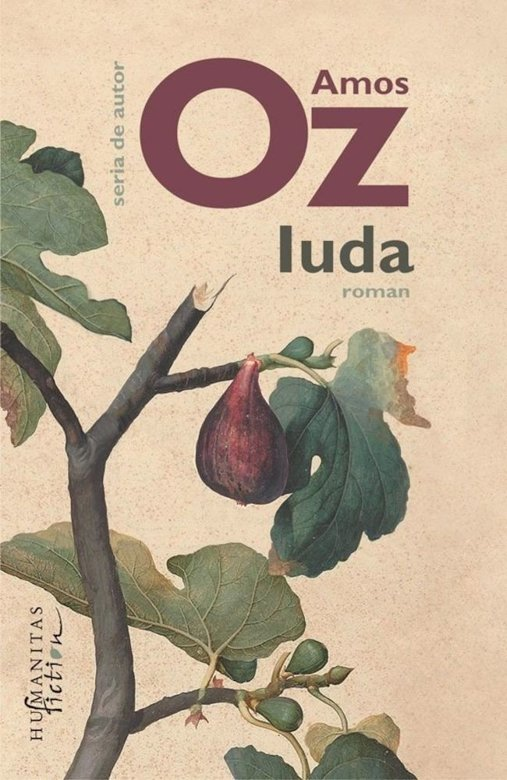 seria de autor
Amos
Oz
Iuda
roman
HUMANITAS
fiction